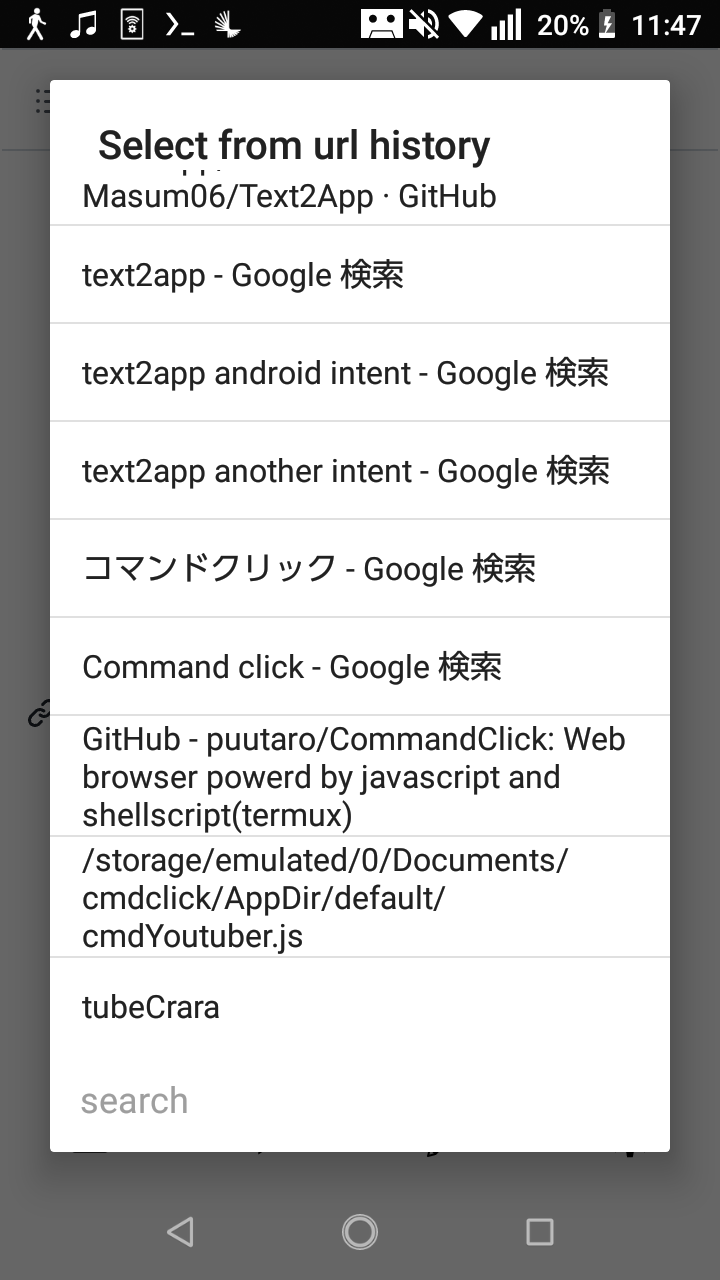 20% 11:47
Select from url history
Masum06/Text2App · GitHub
text2app - Google 検索
text2app android intent - Google 検索
text2app another intent - Google 検索
コマンドクリック - Google 検索
Command click - Google 検索
GitHub - puutaro/CommandClick: Web
browser powerd by javascript and
shellscript(termux)
/storage/emulated/0/Documents/
cmdclick/AppDir/default/
cmdYoutuber.js
tubeCrara
search